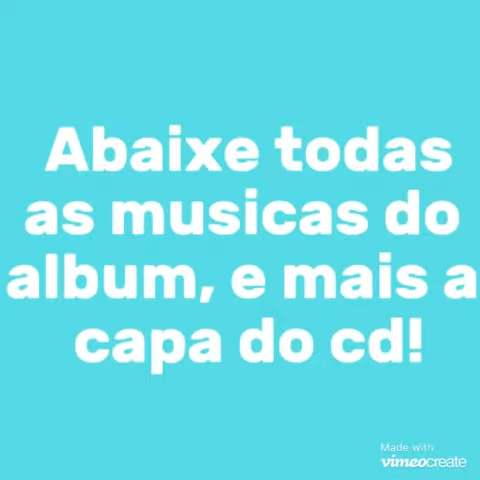 Abaixe todas
as musicas do
album, e mais a
capa do cd!
Made with
vimeocreate